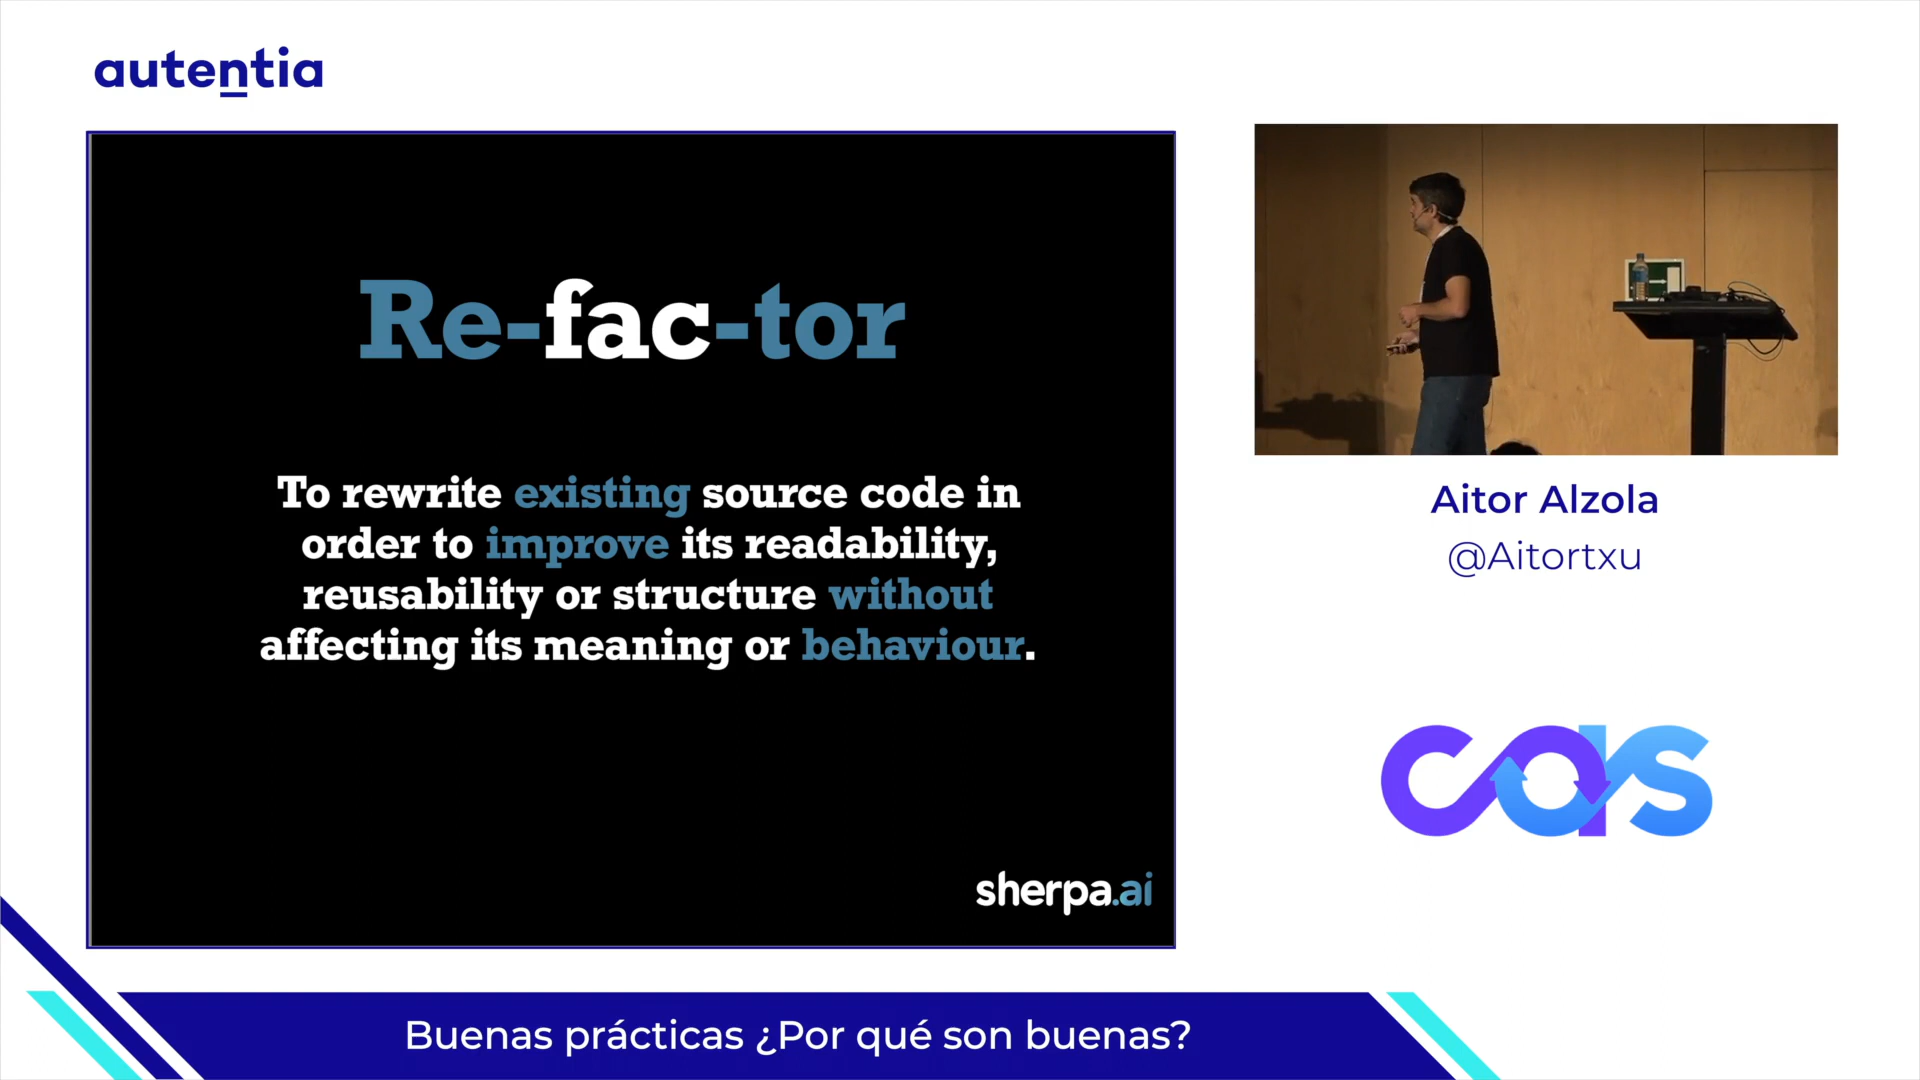 autentia
Re-fac-tor
To rewrite existing source code in
order to improve its readability,
reusability or structure without
affecting its meaning or behaviour.
sherpa.ai
Aitor Alzola
@Aitortxu
cas
Buenas prácticas ¿Por qué son buenas?